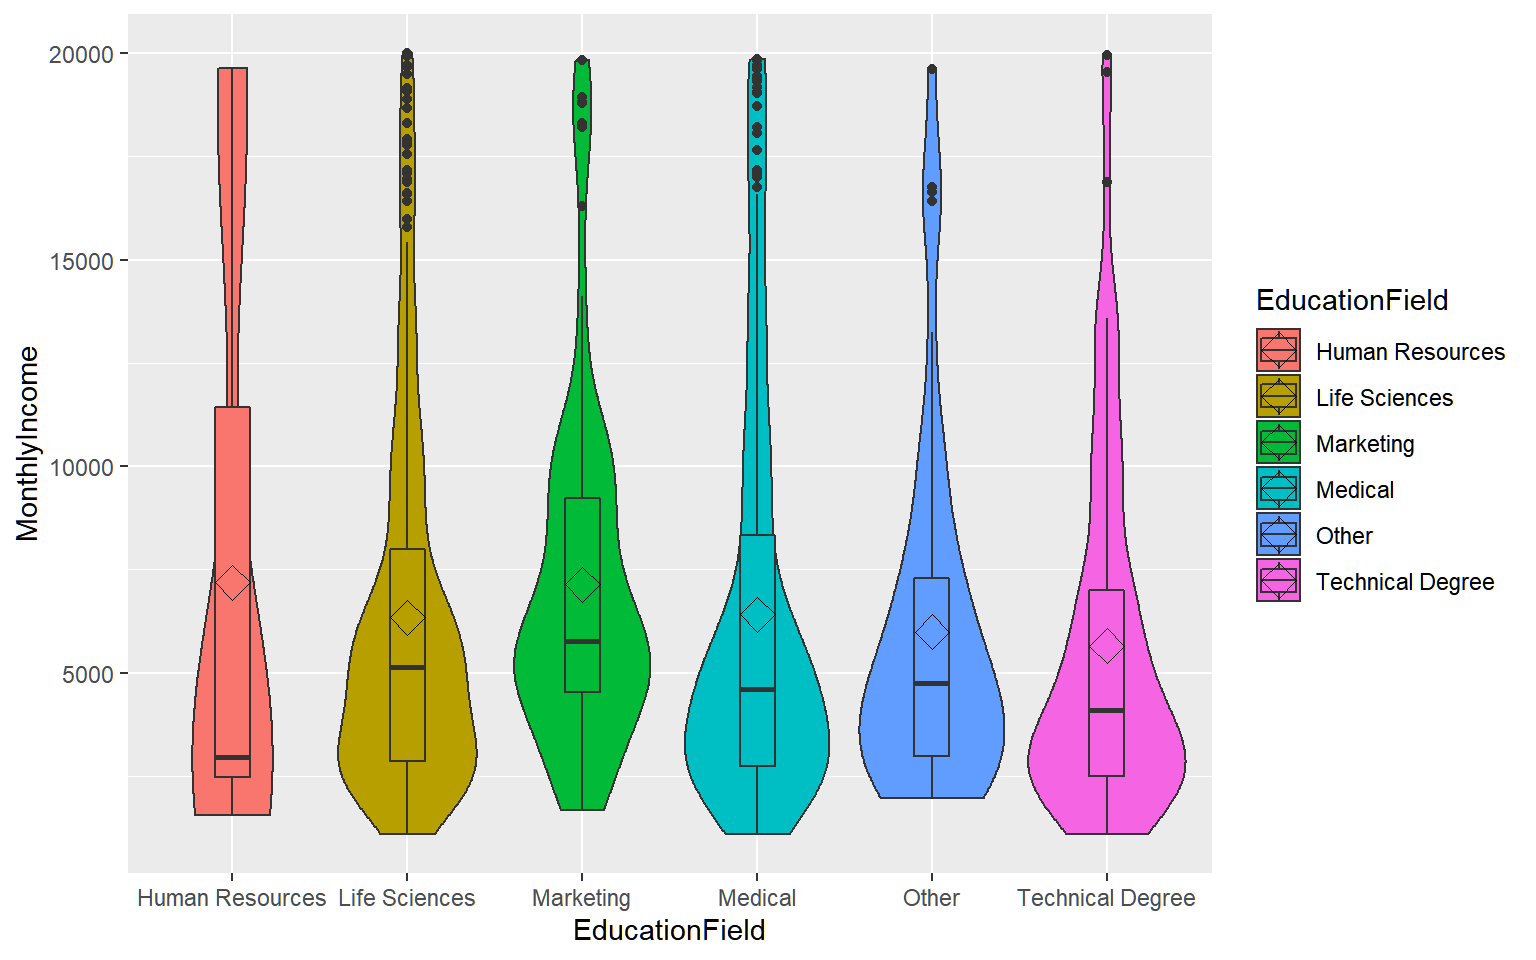 20000
15000
10000
5000
MonthlyIncome
Human Resources
Life Sciences
Marketing
Medical
Other
Technical Degree
EducationField
EducationField
Human Resources
Life Sciences
Marketing
Medical
Other
Technical Degree